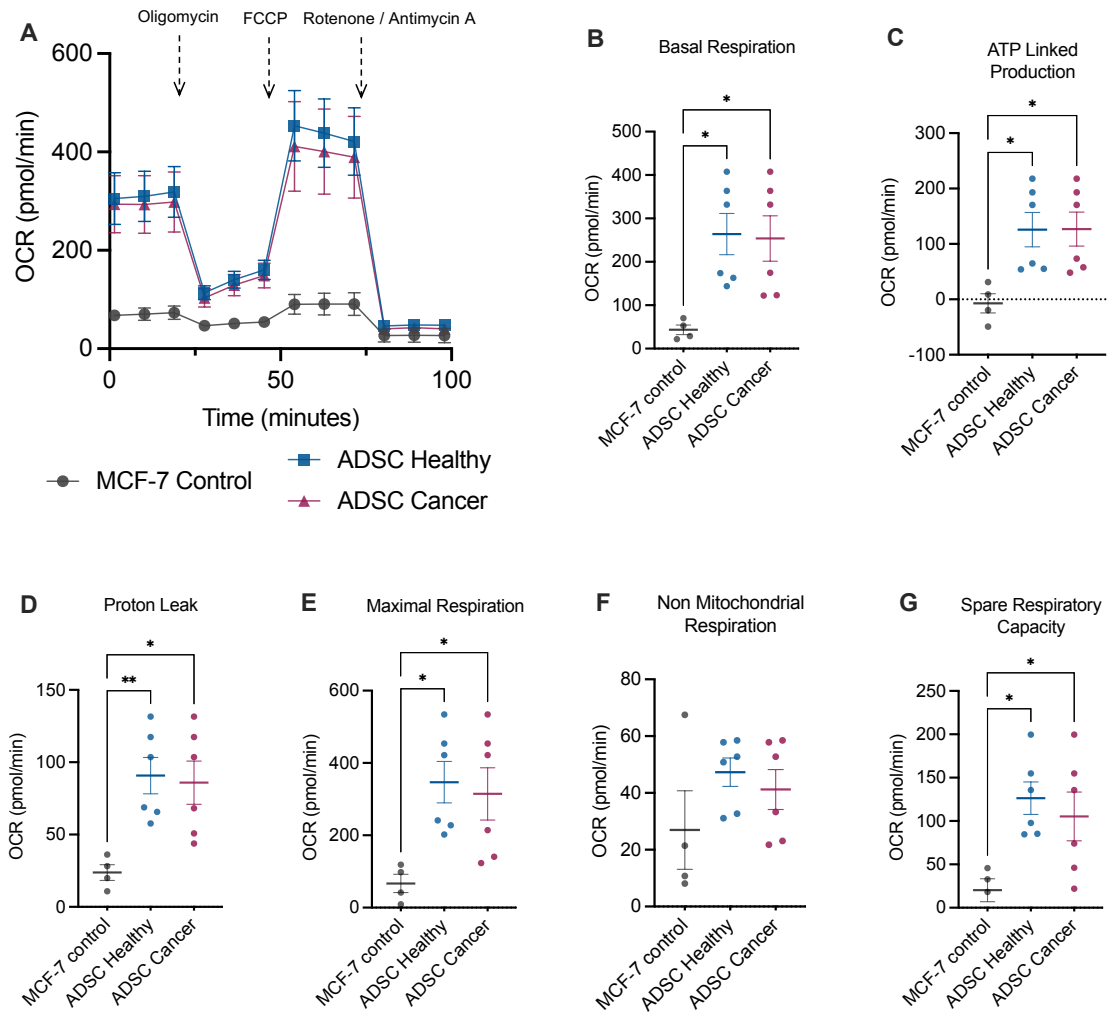 A
Oligomycin
FCCP
Rotenone / Antimycin A
OCR (pmol/min)
600
400
200
0
0
50
100
Time (minutes)
MCF-7 Control
ADSC Healthy
ADSC Cancer
B
Basal Respiration
*
*
OCR (pmol/min)
500
400
300
200
100
0
MCF-7 control
ADSC Healthy
ADSC Cancer
C
ATP Linked
Production
*
*
OCR (pmol/min)
300
200
100
0
-100
MCF-7 control
ADSC Healthy
ADSC Cancer
D
Proton Leak
*
**
OCR (pmol/min)
150
100
50
0
MCF-7 control
ADSC Healthy
ADSC Cancer
E
Maximal Respiration
*
*
OCR (pmol/min)
600
400
200
0
MCF-7 control
ADSC Healthy
ADSC Cancer
F
Non Mitochondrial
Respiration
OCR (pmol/min)
80
60
40
20
0
MCF-7 control
ADSC Healthy
ADSC Cancer
G
Spare Respiratory
Capacity
*
*
OCR (pmol/min)
250
200
150
100
50
0
MCF-7 control
ADSC Healthy
ADSC Cancer